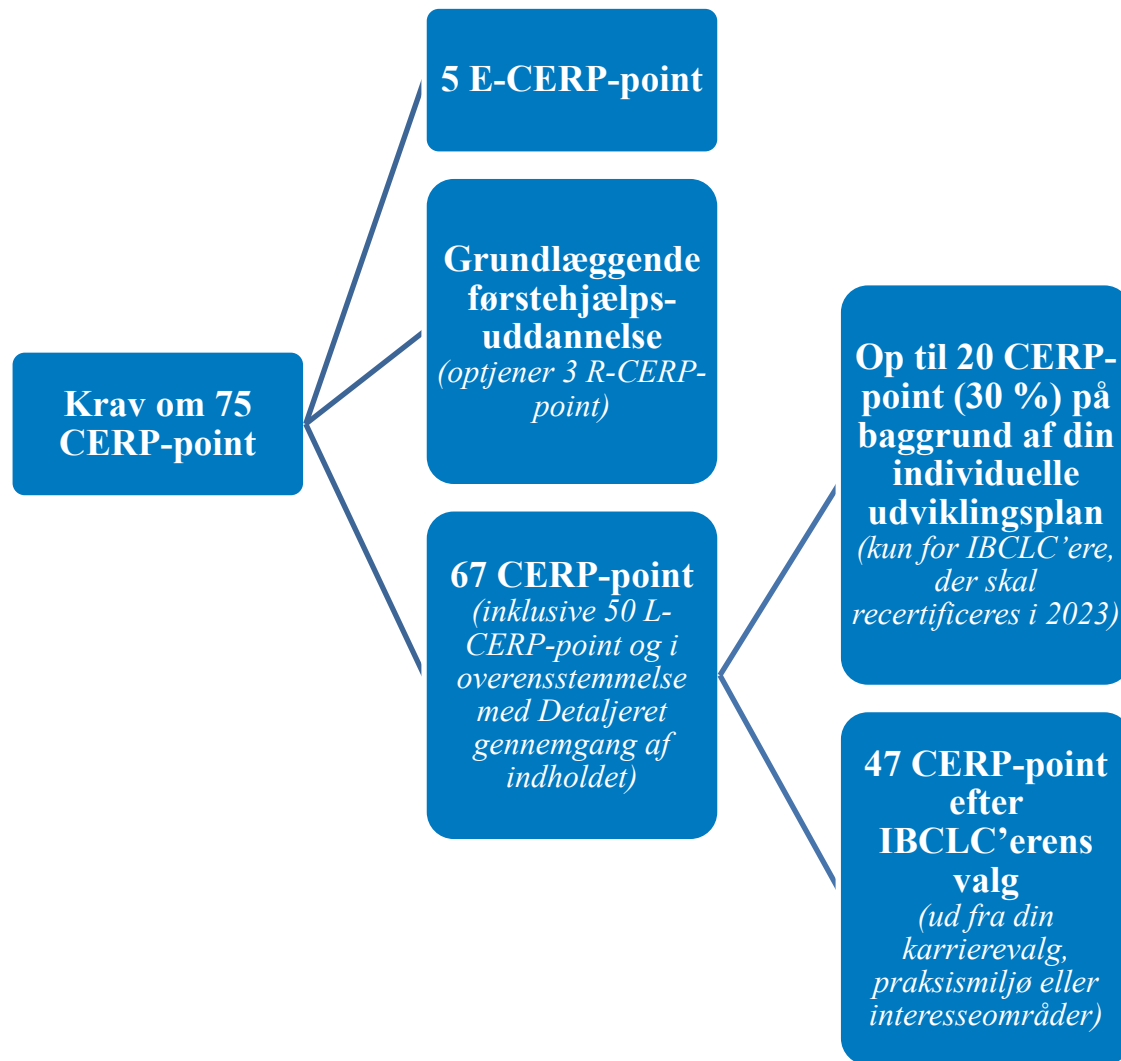 Krav om 75
CERP-point
5 E-CERP-point
Grundlæggende
førstehjælps-
uddannelse
(optjener 3 R-CERP-
point)
67 CERP-point
(inklusive 50 L-
CERP-point og i
overensstemmelse
med Detaljeret
gennemgang af
indholdet)
Op til 20 CERP-
point (30 %) på
baggrund af din
individuelle
udviklingsplan
(kun for IBCLC’ere,
der skal
recertificeres i 2023)
47 CERP-point
efter
IBCLC’erens
valg
(ud fra din
karrierevalg,
praksismiljø eller
interesseområder)